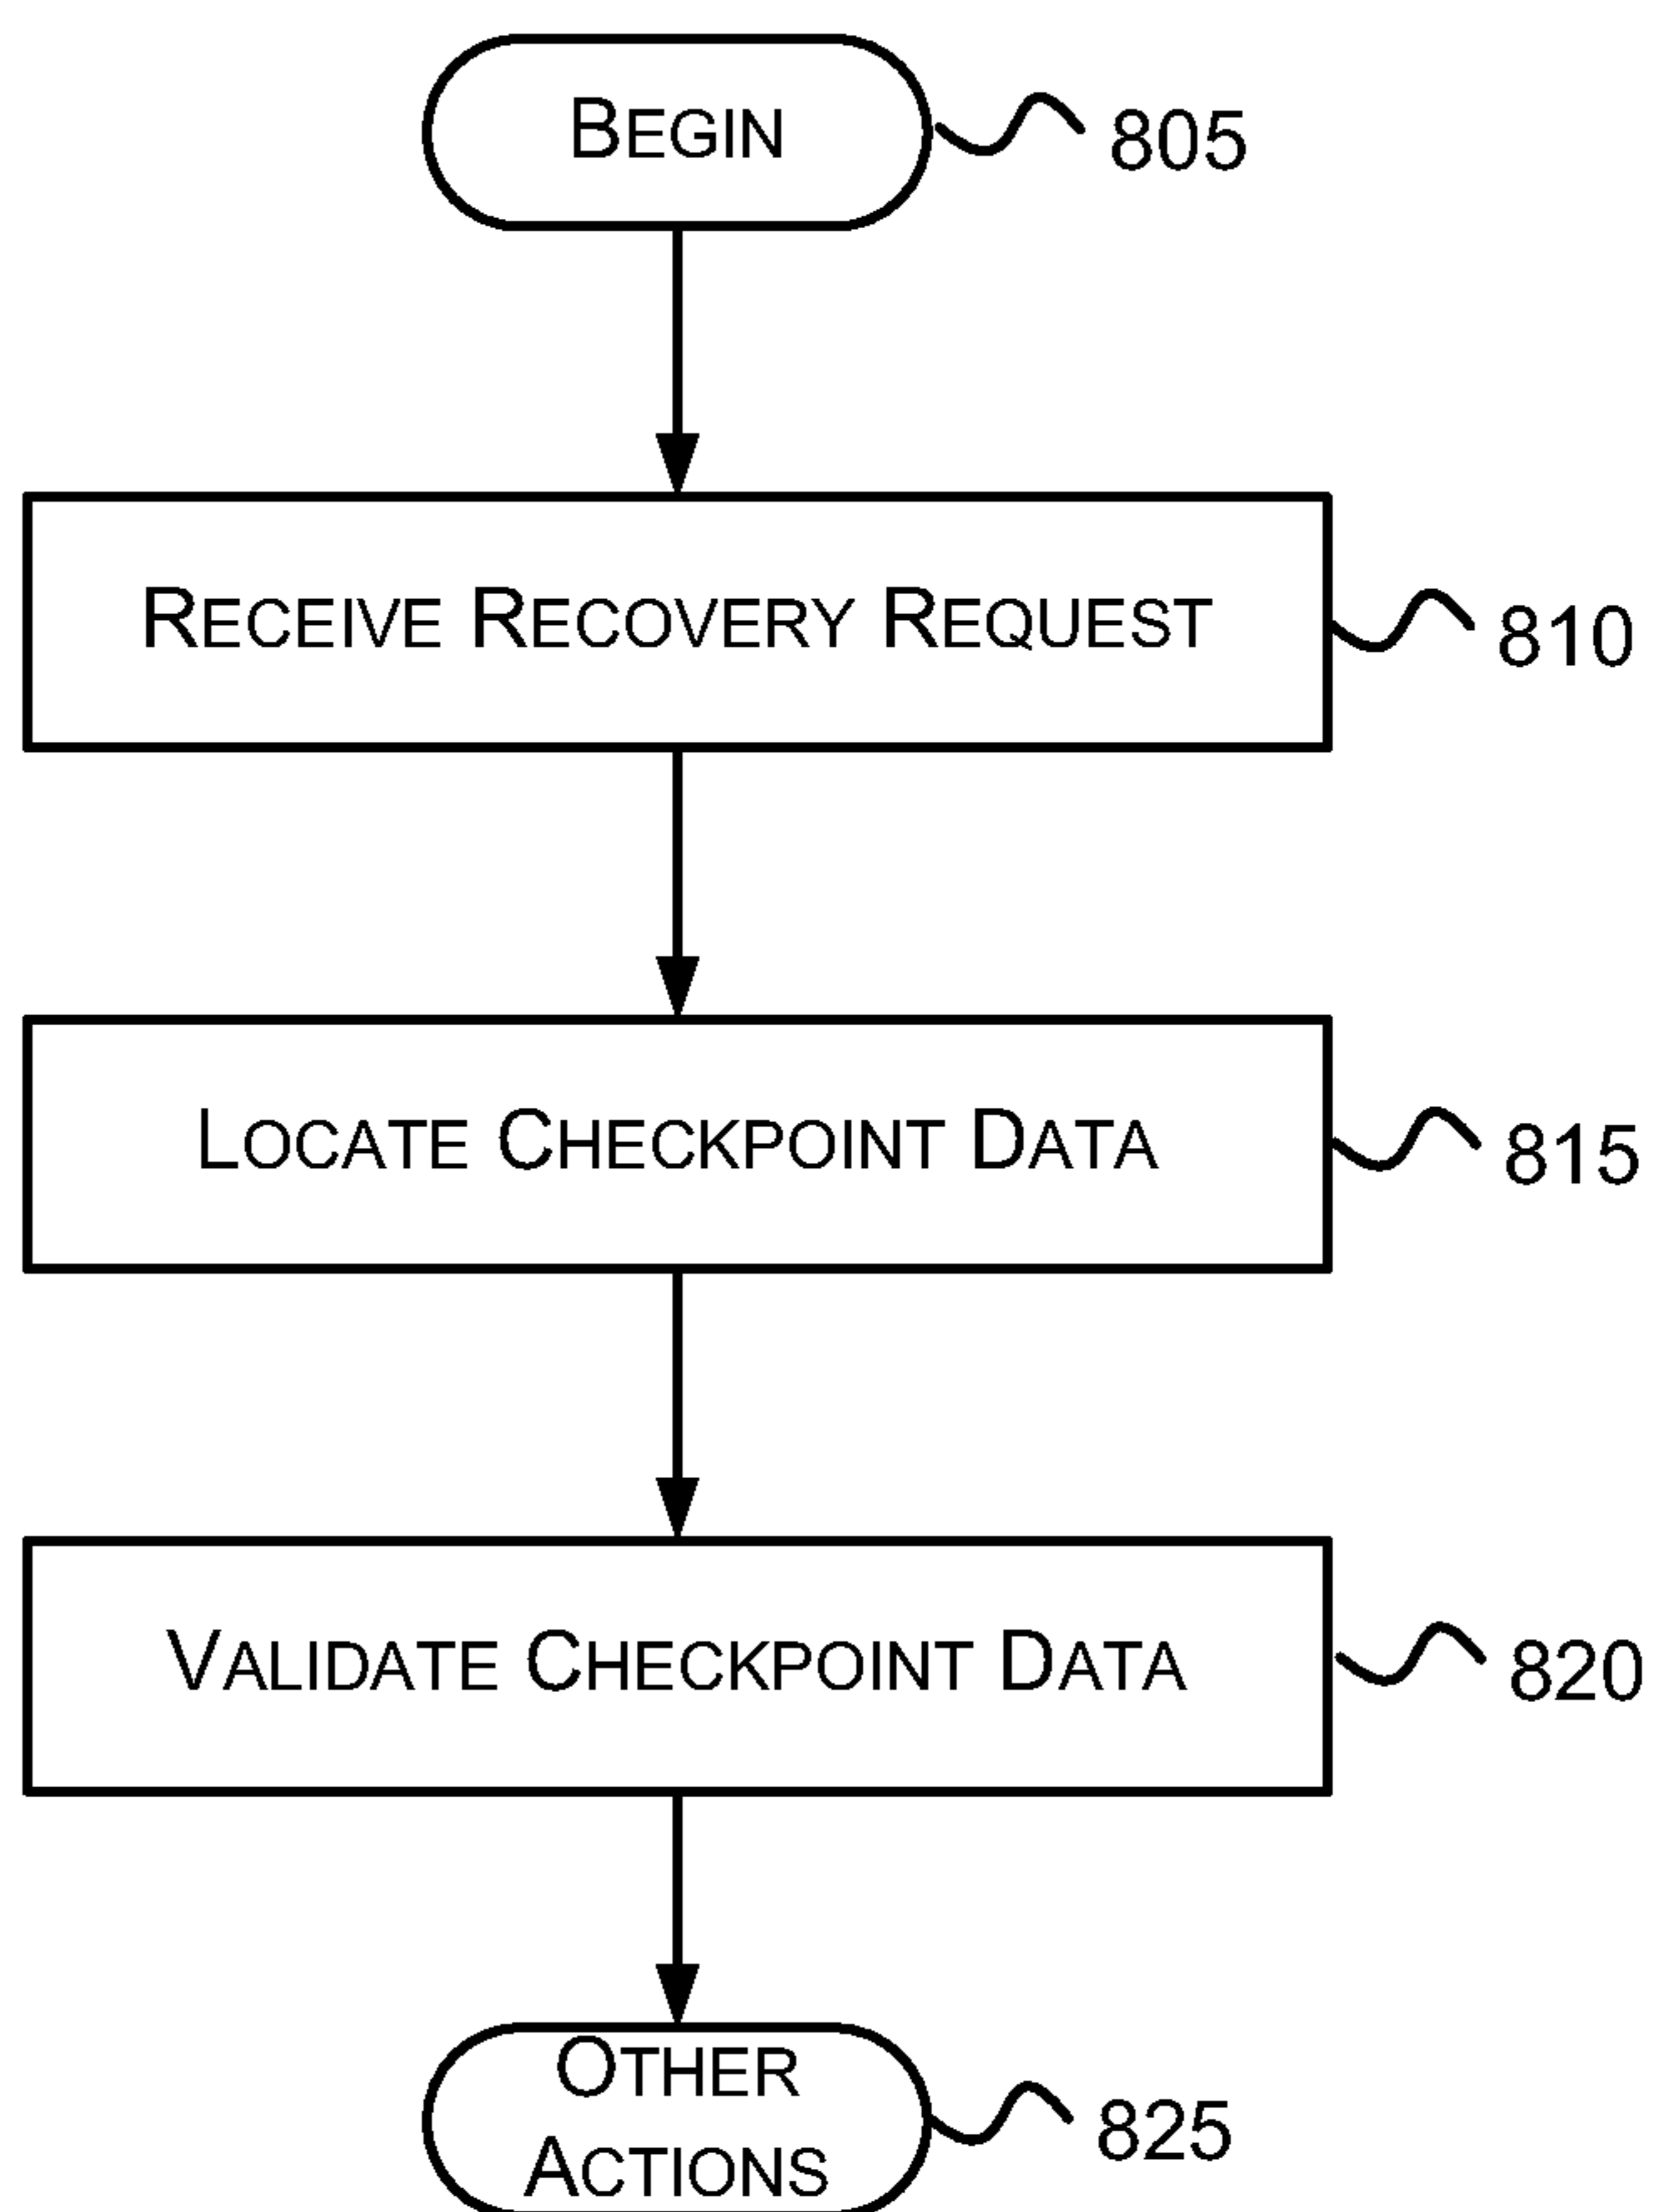 BEGIN
805
RECEIVE RECOVERY REQUEST
810
LOCATE CHECKPOINT DATA
815
VALIDATE CHECKPOINT DATA
820
OTHER
ACTIONS
825